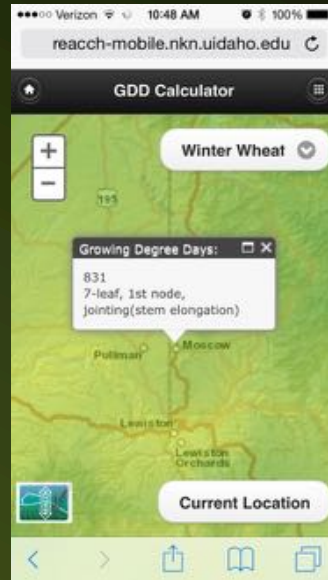 Verizon 10:48 AM 100%
reacch-mobile.nkn.uidaho.edu
GDD Calculator
+
Winter Wheat
−
195
Growing Degree Days:
831
7-leaf, 1st node,
jointing(stem elongation)
Moscow
Pullman
Lewiston
Lewiston
Orchards
Current Location